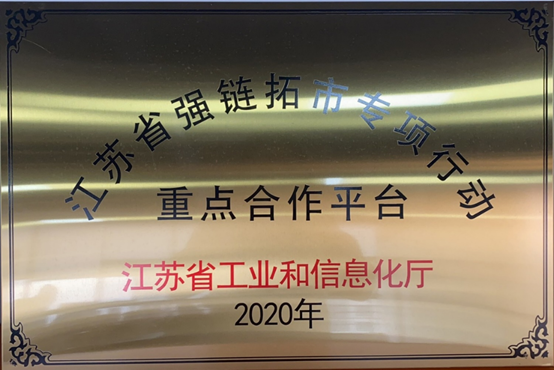 江苏省强链拓市专项行动
重点合作平台
江苏省工业和信息化厅
2020年